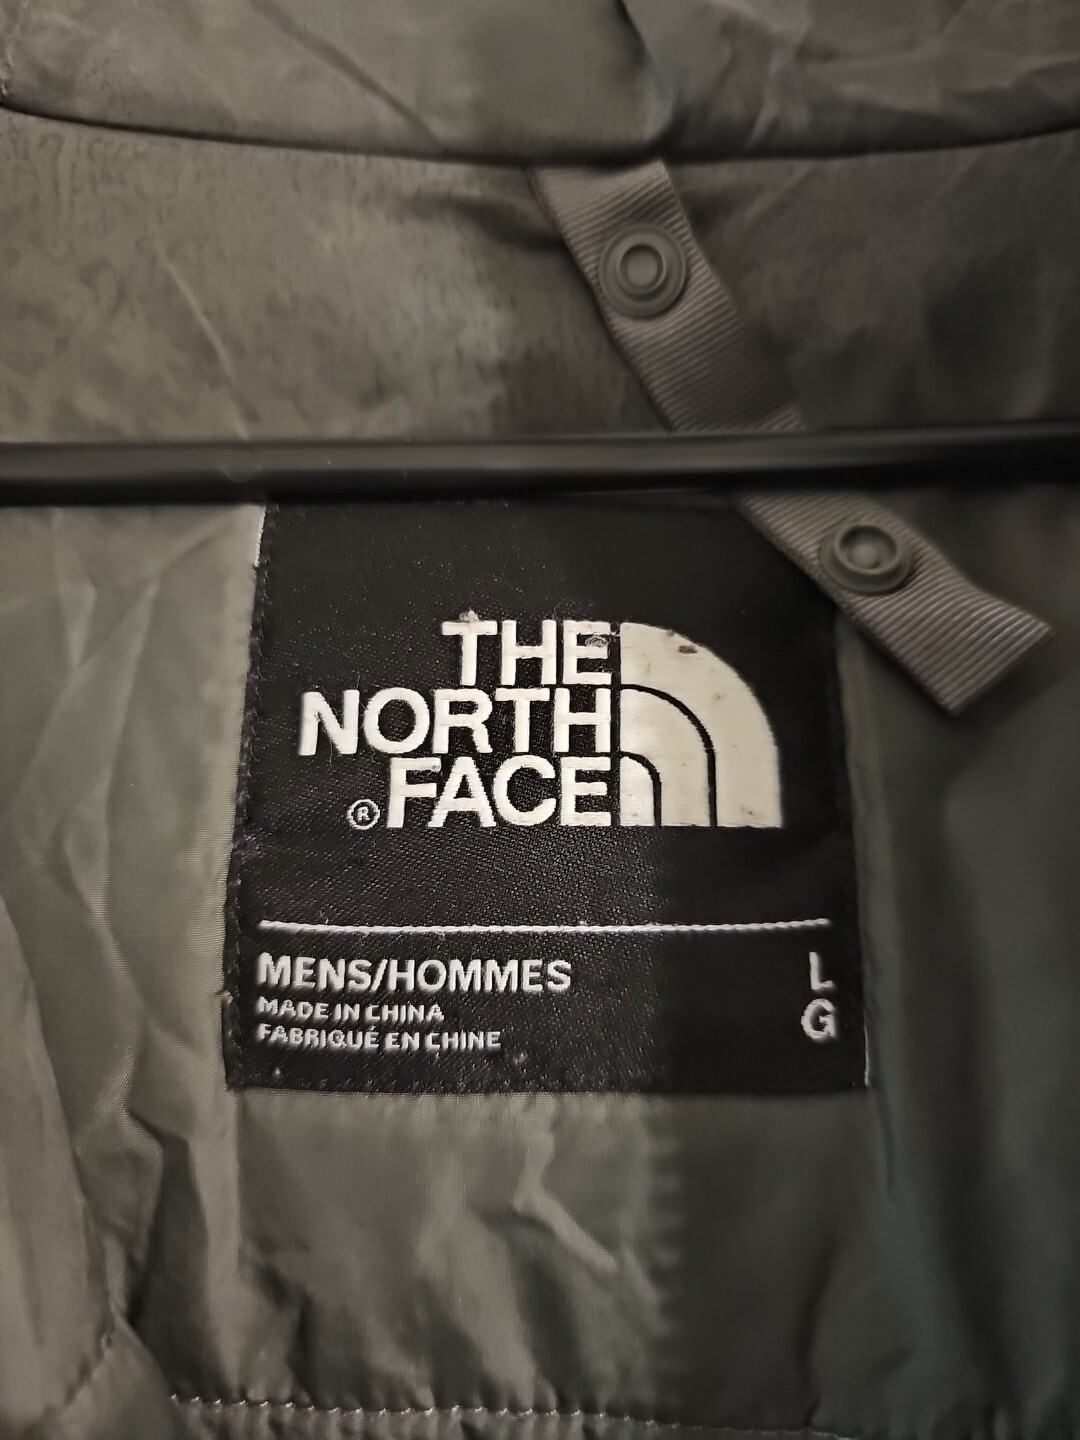 THE
NORTH
® FACE
MENS/HOMMES L
MADE IN CHINA G
FABRIQUÉ EN CHINE